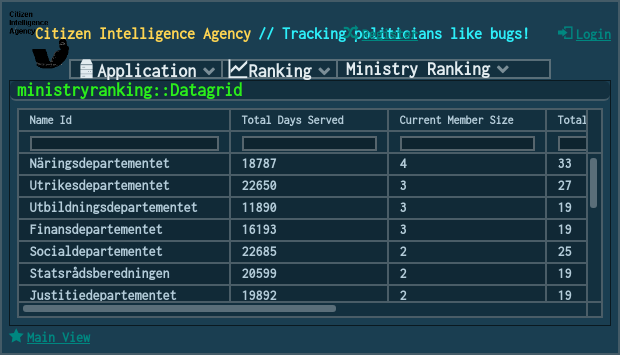 Citizen
Intelligence
Agency
Citizen Intelligence Agency // Tracking politicians like bugs!
Register
Login
Application
Ranking
Ministry Ranking
ministryranking::Datagrid
Name Id Total Days Served Current Member Size Total
Näringsdepartementet 18787 4 33
Utrikesdepartementet 22650 3 27
Utbildningsdepartementet 11890 3 19
Finansdepartementet 16193 3 19
Socialdepartementet 22685 2 25
Statsrådsberedningen 20599 2 19
Justitiedepartementet 19892 2 19
Main View